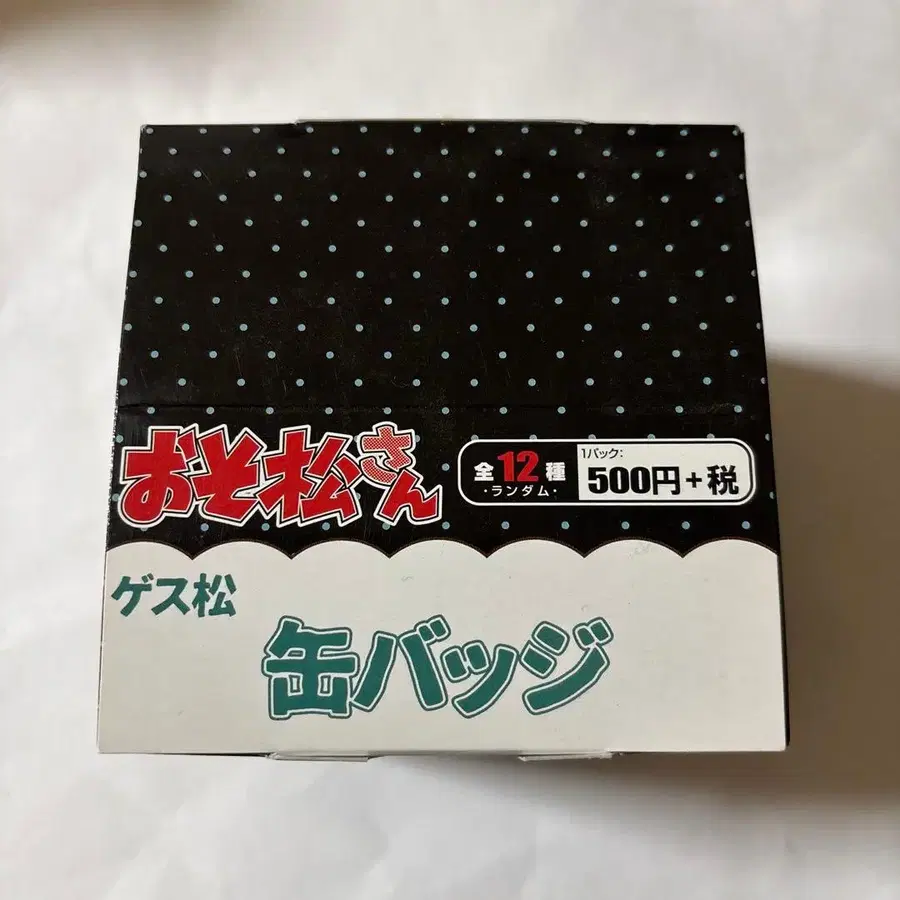 おそ松さん
全12種
・ランダム・
1パック:
500円+税
ゲス松
缶バッジ